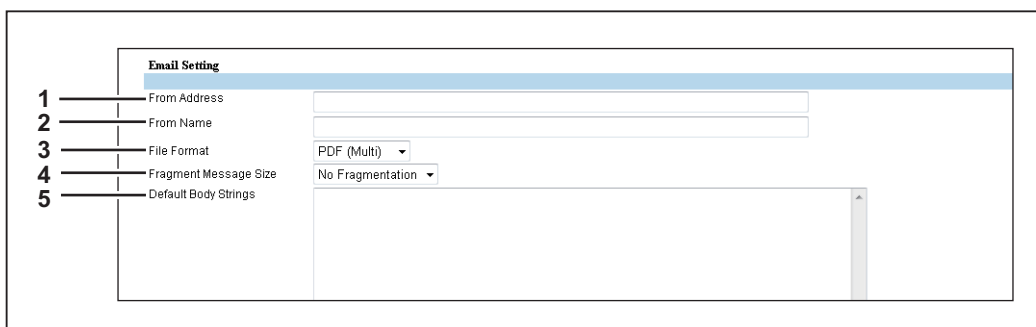 Email Setting
1 From Address
2 From Name
3 File Format PDF (Multi)
4 Fragment Message Size No Fragmentation
5 Default Body Strings